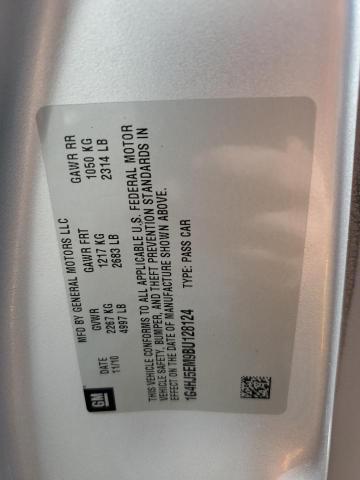 MFD BY GENERAL MOTORS LLC
DATE GVWR GAWR FRT GAWR RR
11/10 2267 KG 1217 KG 1050 KG
4997 LB 2683 LB 2314 LB
THIS VEHICLE CONFORMS TO ALL APPLICABLE U.S. FEDERAL MOTOR
VEHICLE SAFETY, BUMPER, AND THEFT PREVENTION STANDARDS IN
EFFECT ON THE DATE OF MANUFACTURE SHOWN ABOVE.
1G4HJ5EM9BU128124 TYPE: PASS CAR
GM